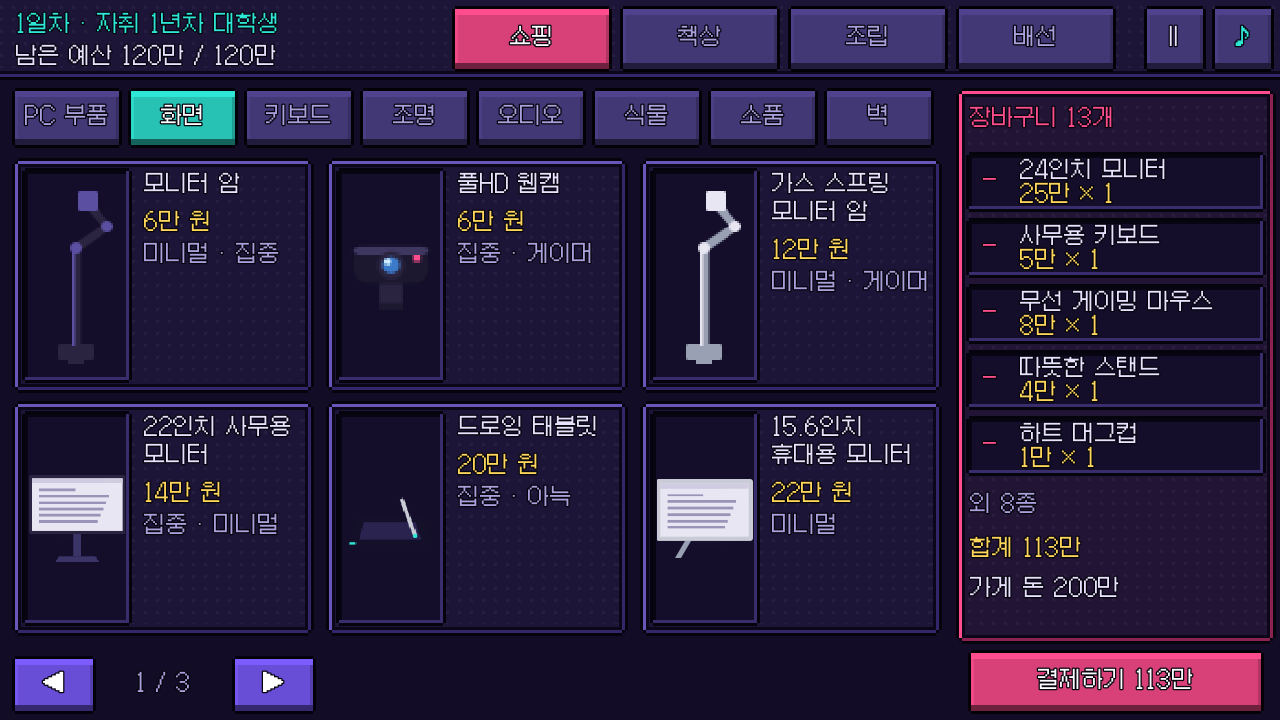 1일차 · 자취 1년차 대학생
남은 예산 120만 / 120만
쇼핑
책상
조립
배선
PC 부품
화면
키보드
조명
오디오
식물
소품
벽
모니터 암
6만 원
미니멀 · 집중
풀HD 웹캠
6만 원
집중 · 게이머
가스 스프링
모니터 암
12만 원
미니멀 · 게이머
22인치 사무용
모니터
14만 원
집중 · 미니멀
드로잉 태블릿
20만 원
집중 · 아늑
15.6인치
휴대용 모니터
22만 원
미니멀
1 / 3
장바구니 13개
24인치 모니터
25만 × 1
사무용 키보드
5만 × 1
무선 게이밍 마우스
8만 × 1
따뜻한 스탠드
4만 × 1
하트 머그컵
1만 × 1
외 8종
합계 113만
가게 돈 200만
결제하기 113만